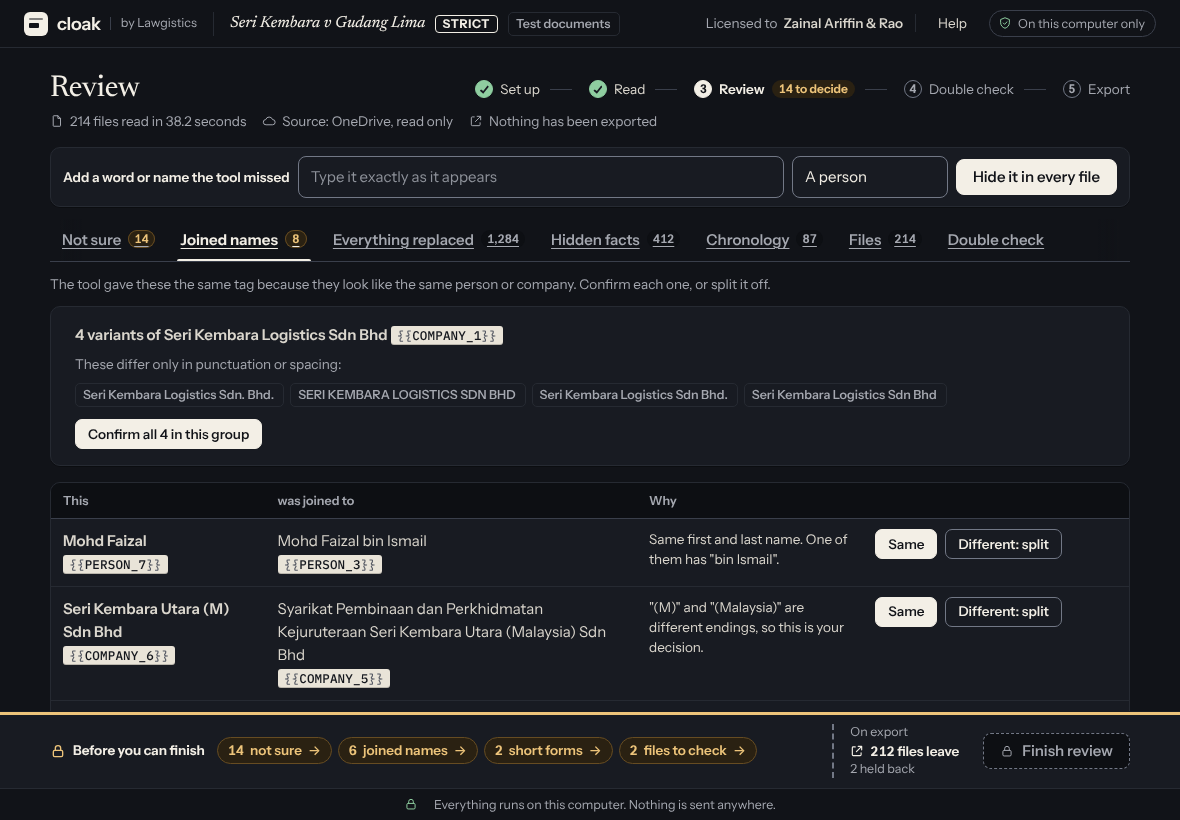 cloak by Lawgistics Seri Kembara v Gudang Lima STRICT Test documents Licensed to Zainal Ariffin & Rao Help On this computer only
Review Set up Read 3 Review 14 to decide 4 Double check 5 Export
214 files read in 38.2 seconds Source: OneDrive, read only Nothing has been exported
Add a word or name the tool missed Type it exactly as it appears A person Hide it in every file
Not sure 14 Joined names 8 Everything replaced 1,284 Hidden facts 412 Chronology 87 Files 214 Double check
The tool gave these the same tag because they look like the same person or company. Confirm each one, or split it off.
4 variants of Seri Kembara Logistics Sdn Bhd {{COMPANY_1}}
These differ only in punctuation or spacing:
Seri Kembara Logistics Sdn. Bhd. SERI KEMBARA LOGISTICS SDN BHD Seri Kembara Logistics Sdn Bhd. Seri Kembara Logistics Sdn Bhd
Confirm all 4 in this group
This was joined to Why
Mohd Faizal
{{PERSON_7}}
Mohd Faizal bin Ismail
{{PERSON_3}}
Same first and last name. One of
them has "bin Ismail".
Same Different: split
Seri Kembara Utara (M)
Sdn Bhd
{{COMPANY_6}}
Syarikat Pembinaan dan Perkhidmatan
Kejuruteraan Seri Kembara Utara (Malaysia) Sdn
Bhd
{{COMPANY_5}}
"(M)" and "(Malaysia)" are
different endings, so this is your
decision.
Same Different: split
Before you can finish 14 not sure → 6 joined names → 2 short forms → 2 files to check →
On export
212 files leave
2 held back
Finish review
Everything runs on this computer. Nothing is sent anywhere.